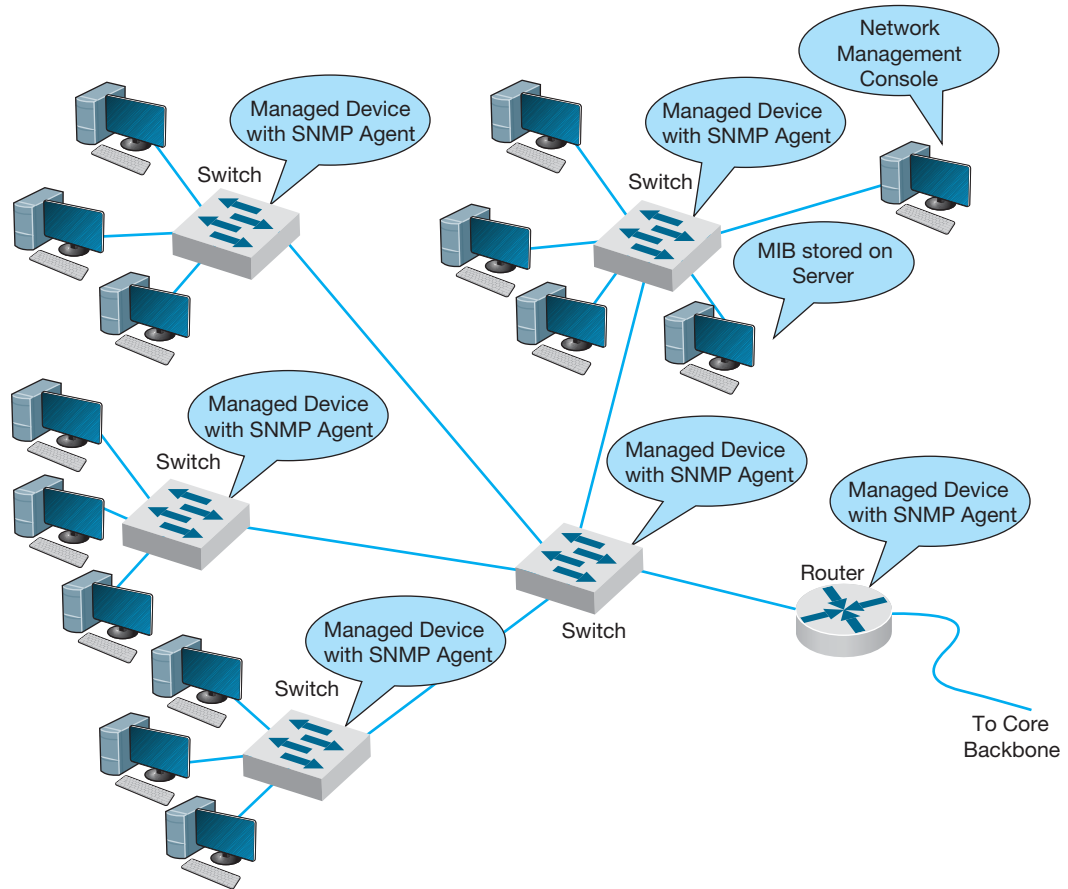 Network
Management
Console
Managed Device
with SNMP Agent
Switch
Managed Device
with SNMP Agent
Switch
MIB stored on
Server
Managed Device
with SNMP Agent
Switch
Managed Device
with SNMP Agent
Switch
Managed Device
with SNMP Agent
Router
Managed Device
with SNMP Agent
Switch
To Core
Backbone